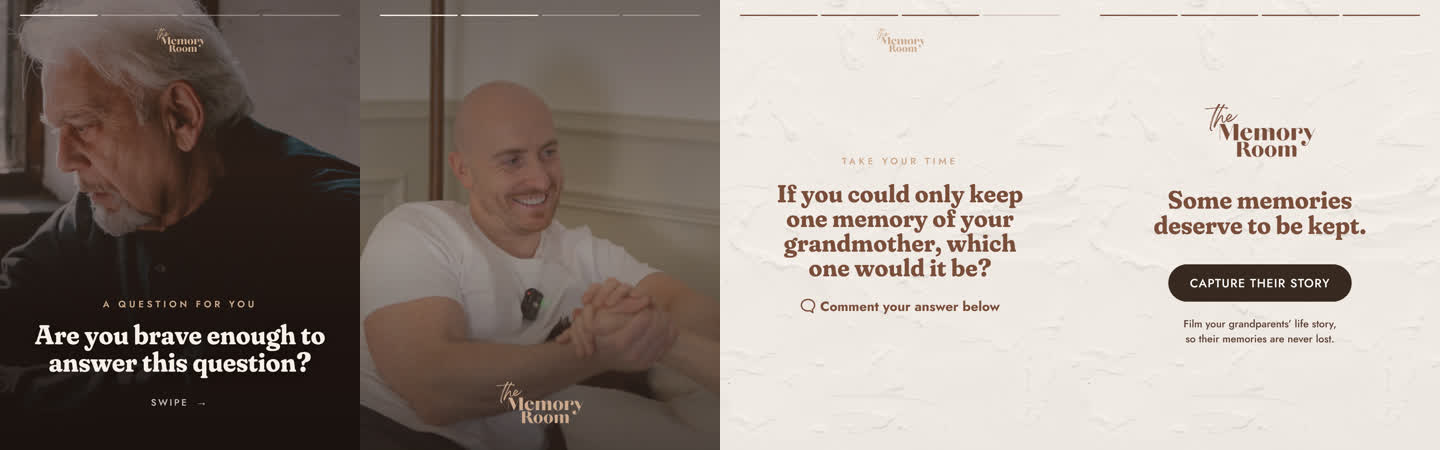 the
Memory
Room
A QUESTION FOR YOU
Are you brave enough to
answer this question?
SWIPE →
the
Memory
Room
the
Memory
Room
TAKE YOUR TIME
If you could only keep
one memory of your
grandmother, which
one would it be?
Comment your answer below
the
Memory
Room
Some memories
deserve to be kept.
CAPTURE THEIR STORY
Film your grandparents’ life story,
so their memories are never lost.